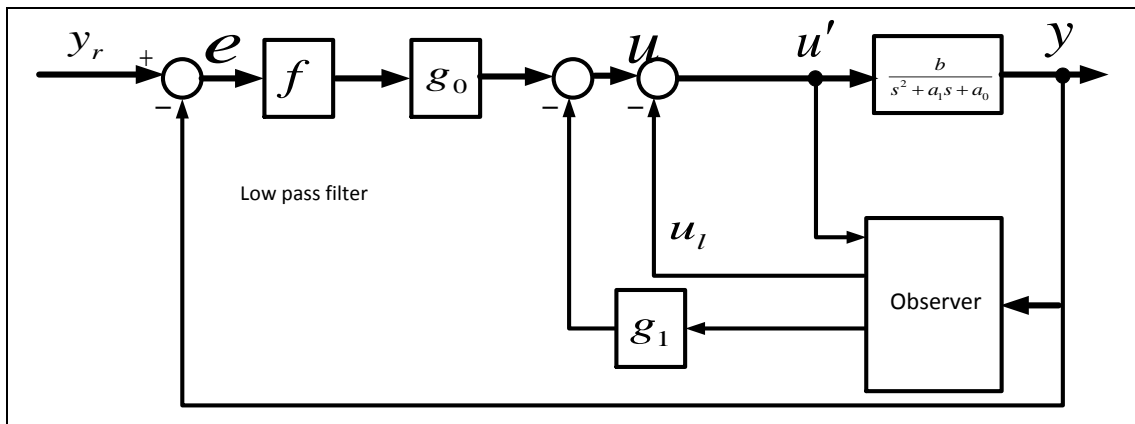 y_r
+
−
e
f
g_0
−
u
−
u'
b
s^2 + a_1 s + a_0
y
Low pass filter
u_l
Observer
g_1